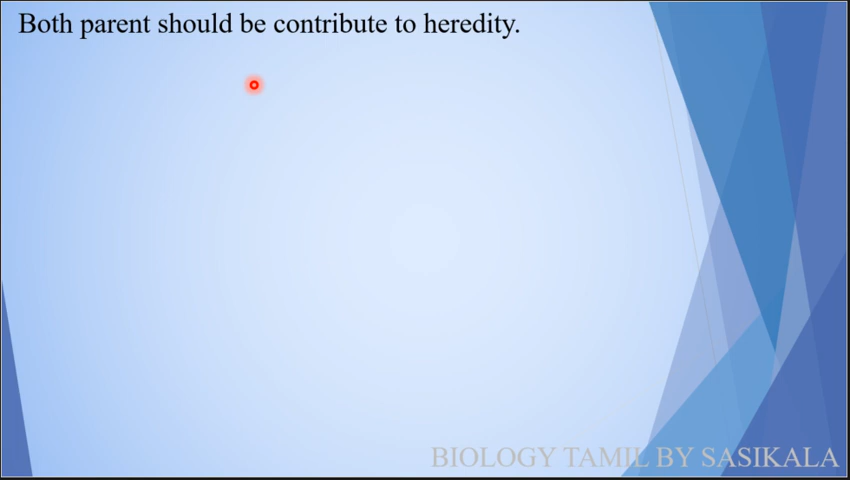 Both parent should be contribute to heredity.
BIOLOGY TAMIL BY SASIKALA